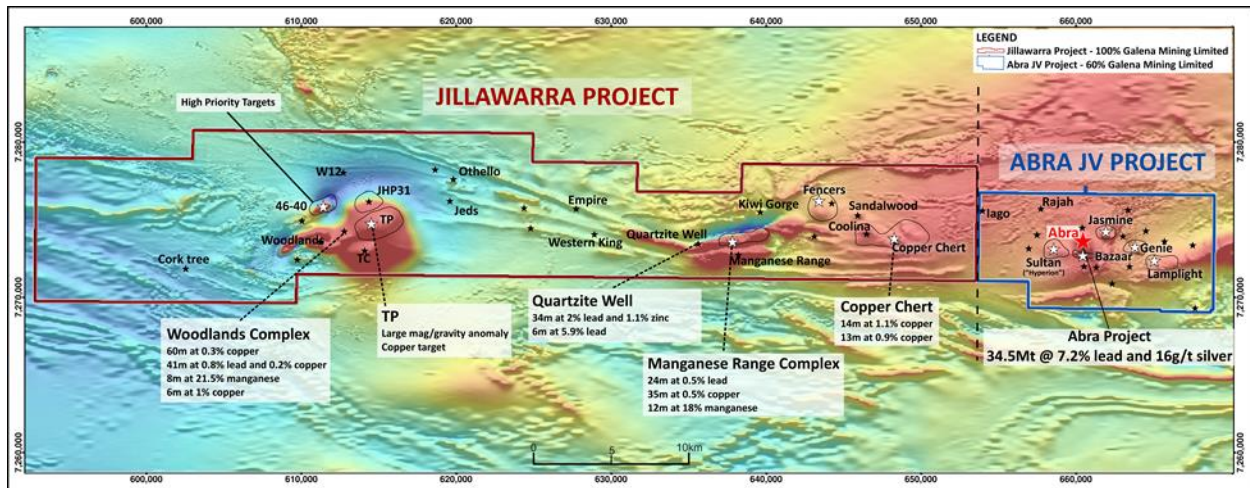 600,000
610,000
620,000
630,000
640,000
650,000
660,000
LEGEND
Jillawarra Project - 100% Galena Mining Limited
Abra JV Project - 60% Galena Mining Limited
JILLAWARRA PROJECT
High Priority Targets
7,280,000
7,280,000
ABRA JV PROJECT
W12
Othello
46-40
JHP31
Jeds
Empire
TP
Woodlands
TC
Cork tree
Western King
Kiwi Gorge
Fencers
Sandalwood
Coolina
Quartzite Well
Copper Chert
Manganese Range
Iago
Rajah
Jasmine
Abra
Genie
Sultan
("Hyperion")
Bazaar
Lamplight
7,270,000
7,270,000
Woodlands Complex
60m at 0.3% copper
41m at 0.8% lead and 0.2% copper
8m at 21.5% manganese
6m at 1% copper
TP
Large mag/gravity anomaly
Copper target
Quartzite Well
34m at 2% lead and 1.1% zinc
6m at 5.9% lead
Manganese Range Complex
24m at 0.5% lead
35m at 0.5% copper
12m at 18% manganese
Copper Chert
14m at 1.1% copper
13m at 0.9% copper
Abra Project
34.5Mt @ 7.2% lead and 16g/t silver
0 5 10km
7,260,000
7,260,000
600,000
610,000
620,000
630,000
640,000
650,000
660,000